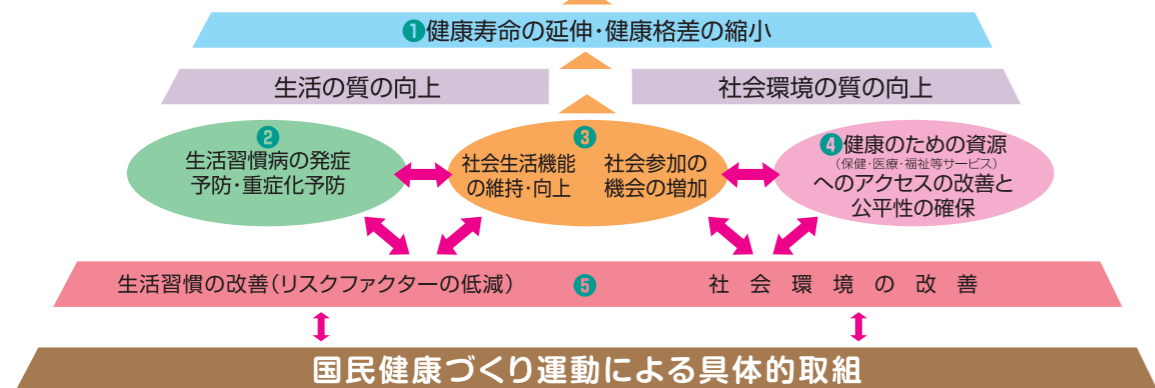 ❶健康寿命の延伸･健康格差の縮小
生活の質の向上
社会環境の質の向上
❷
生活習慣病の発症
予防･重症化予防
❸
社会生活機能
の維持･向上
社会参加の
機会の増加
❹健康のための資源
（保健･医療･福祉等サービス）
へのアクセスの改善と
公平性の確保
生活習慣の改善（リスクファクターの低減）
❺
社会環境の改善
国民健康づくり運動による具体的取組